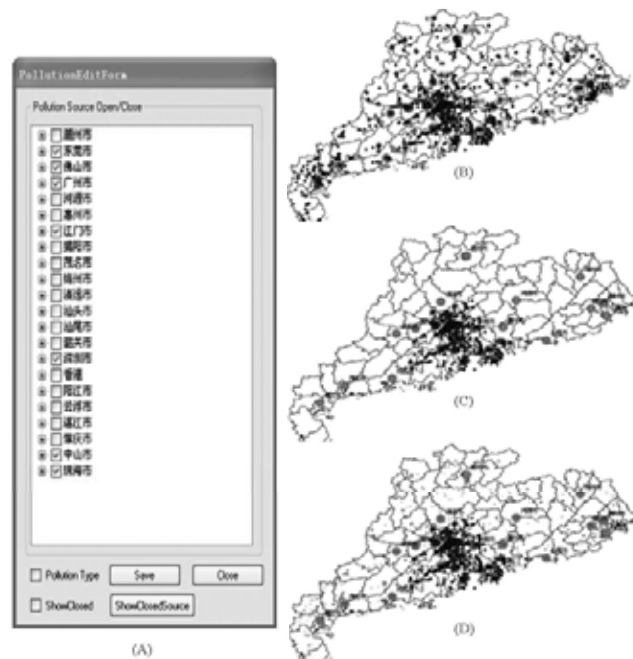 PollutionEditForm
Pollution Source Open/Close
潮州市
东莞市
佛山市
广州市
河源市
惠州市
江门市
揭阳市
茂名市
梅州市
清远市
汕头市
汕尾市
韶关市
深圳市
香港
阳江市
云浮市
湛江市
肇庆市
中山市
珠海市
Pollution Type
Save
Close
ShowClosed
ShowClosedSource
(A)
(B)
(C)
(D)